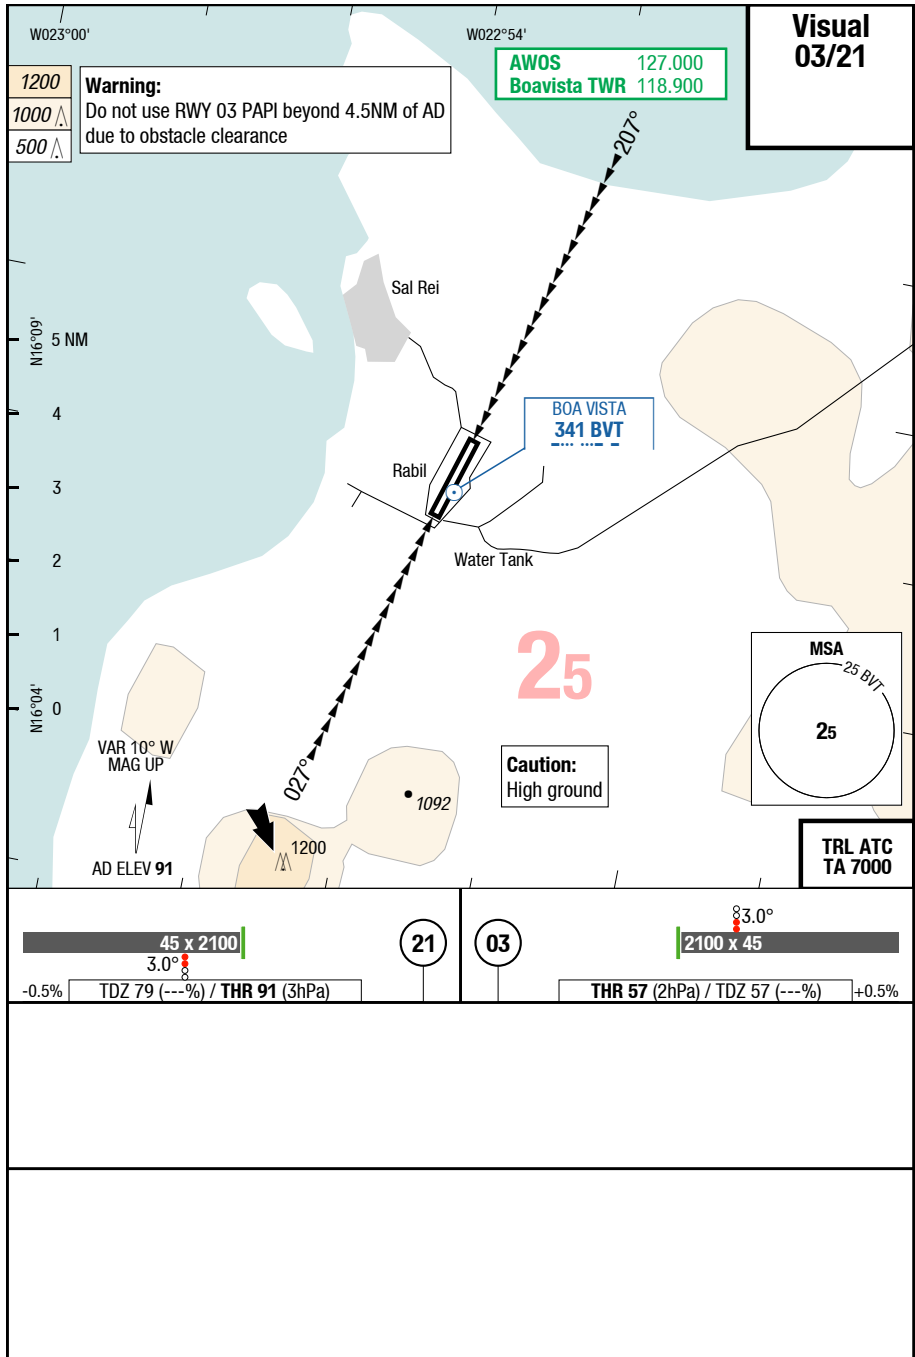 W023°00'
W022°54'
Visual
03/21
AWOS 127.000
Boavista TWR 118.900
1200
1000
500
Warning:
Do not use RWY 03 PAPI beyond 4.5NM of AD
due to obstacle clearance
207°
Sal Rei
N16°09'
5 NM
4
BOA VISTA
341 BVT
Rabil
3
2
Water Tank
1
25
MSA
25 BVT
25
N16°04'
0
VAR 10° W
MAG UP
027°
Caution:
High ground
1092
1200
AD ELEV 91
TRL ATC
TA 7000
45 x 2100
3.0°
21
-0.5%
TDZ 79 (---%) / THR 91 (3hPa)
03
3.0°
2100 x 45
THR 57 (2hPa) / TDZ 57 (---%)
+0.5%